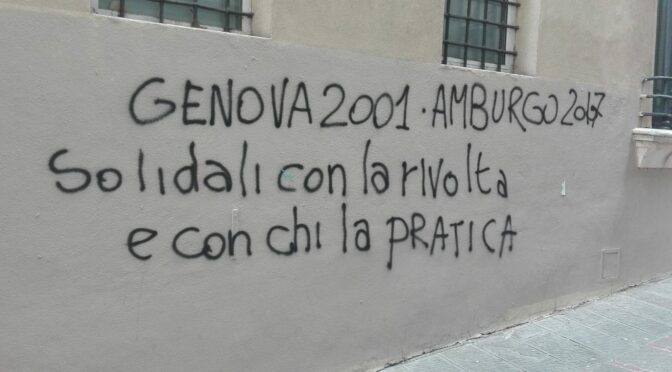 GENOVA 2001 · AMBURGO 2017
Solidali con la rivolta
e con chi la PRATICA